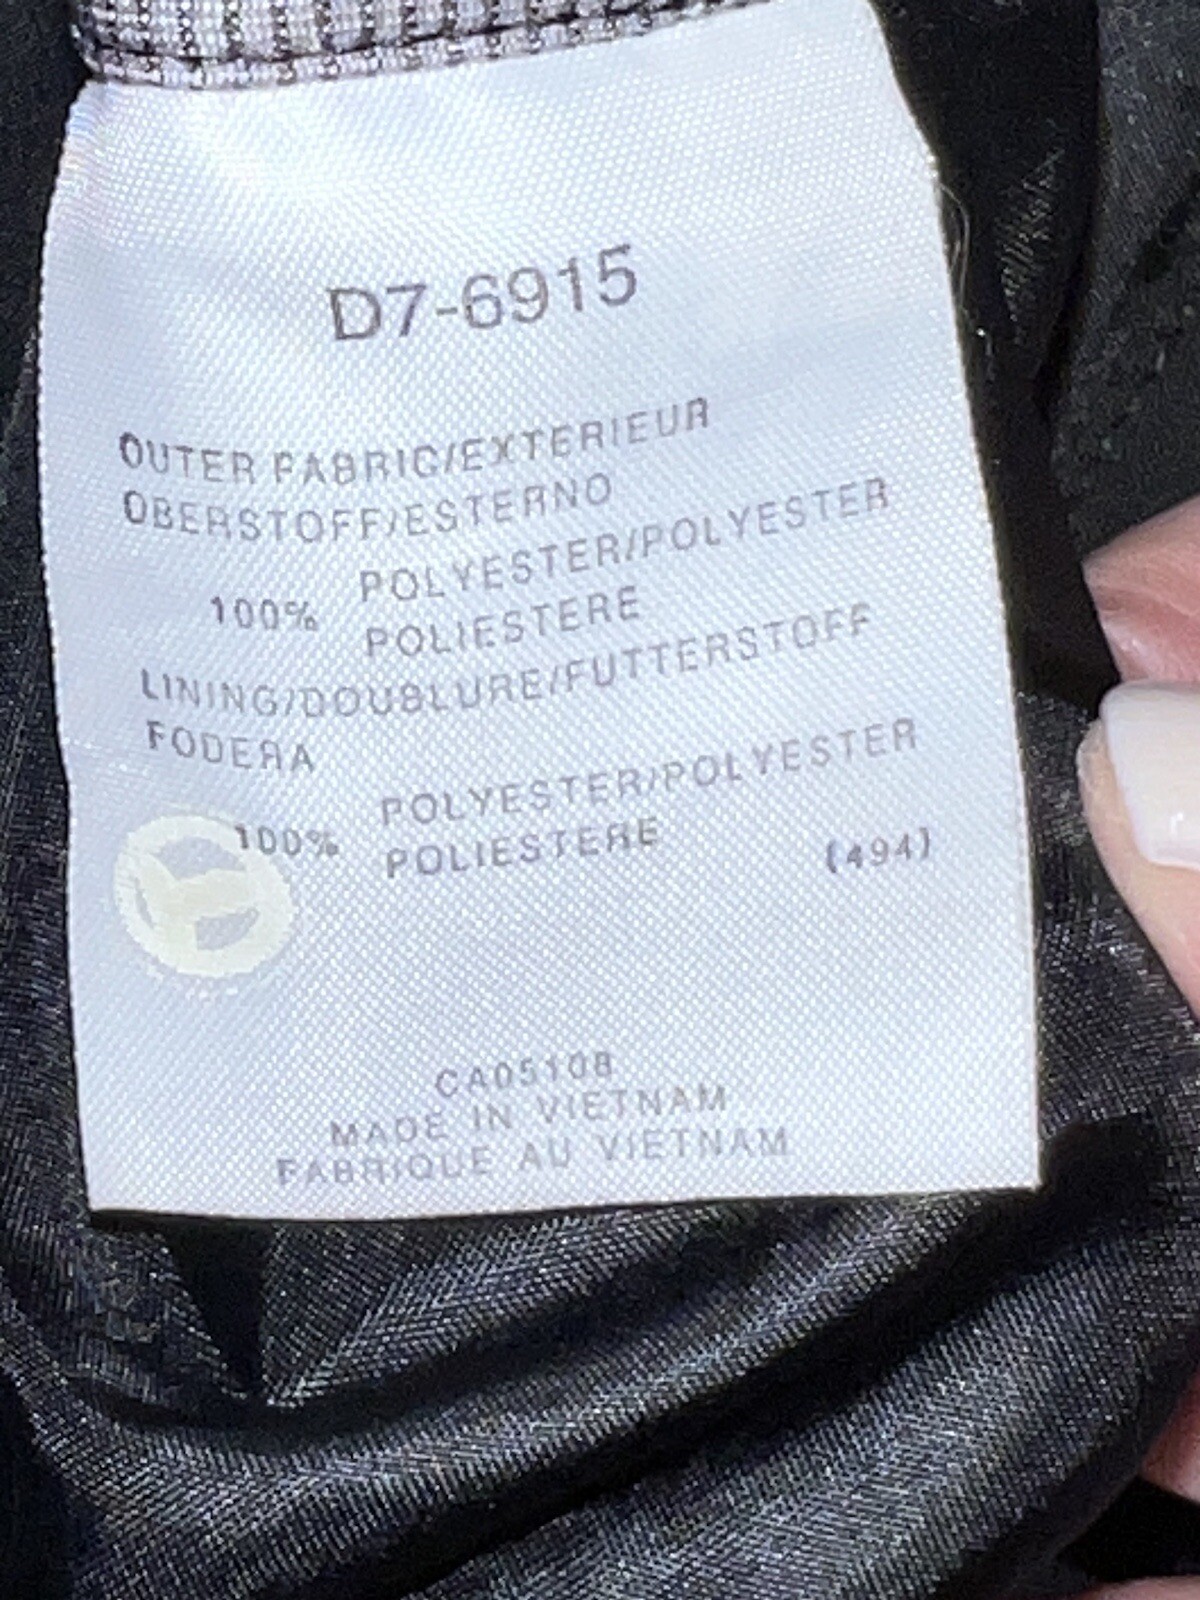 D7-6915
OUTER FABRIC/EXTERIEUR
OBERSTOFF/ESTERNO
100% POLYESTER/POLYESTER
POLIESTERE
LINING/DOUBLURE/FUTTERSTOFF
FODERA
100% POLYESTER/POLYESTER
POLIESTERE (494)
CA05108
MADE IN VIETNAM
FABRIQUE AU VIETNAM